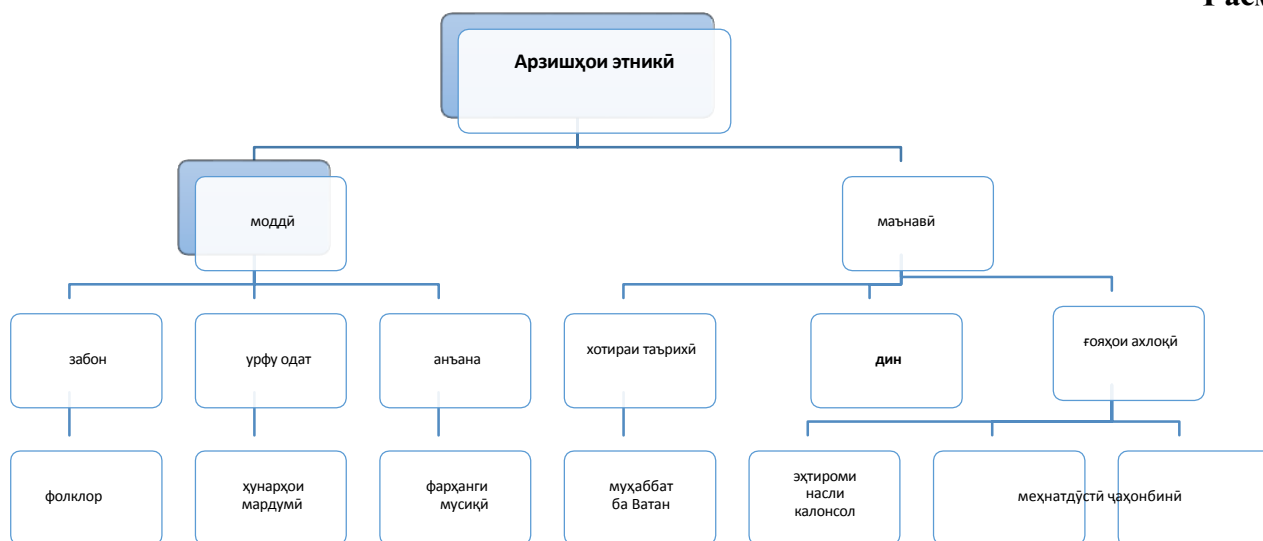 Расм
Арзишҳои этникӣ
моддӣ
маънавӣ
забон
урфу одат
анъана
хотираи таърихӣ
дин
ғояҳои ахлоқӣ
фолклор
ҳунарҳои
мардумӣ
фарҳанги
мусиқӣ
муҳаббат
ба Ватан
эҳтироми
насли
калонсол
меҳнатдӯстӣ ҷаҳонбинӣ